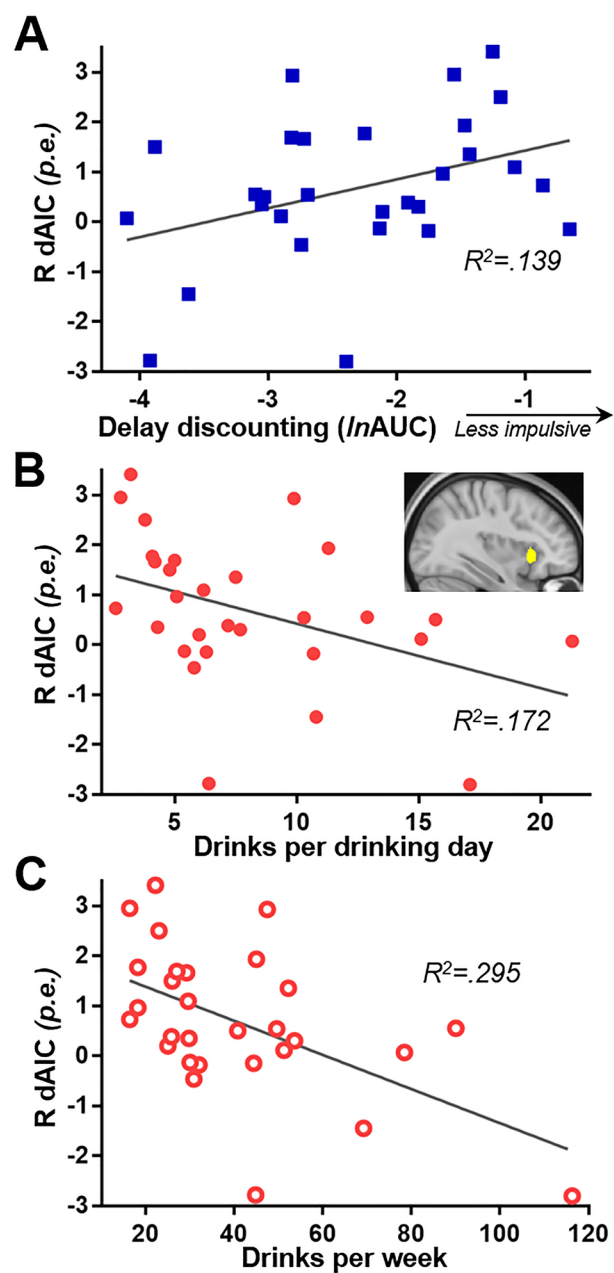 A
3
2
1
0
-1
-2
-3
R dAIC (p.e.)
R²=.139
-4 -3 -2 -1
Delay discounting (lnAUC) Less impulsive
B
3
2
1
0
-1
-2
-3
R dAIC (p.e.)
R²=.172
5 10 15 20
Drinks per drinking day
C
3
2
1
0
-1
-2
-3
R dAIC (p.e.)
R²=.295
20 40 60 80 100 120
Drinks per week